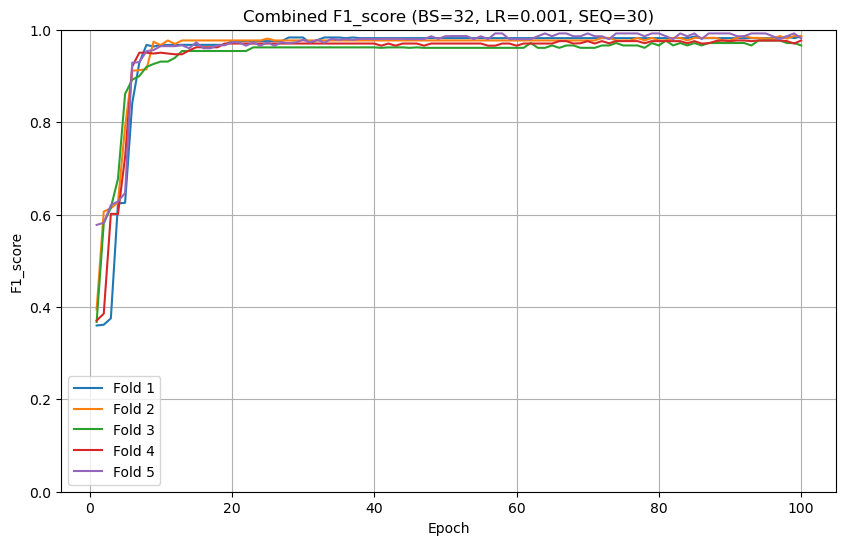 Combined F1_score (BS=32, LR=0.001, SEQ=30)
F1_score
1.0
0.8
0.6
0.4
0.2
0.0
Fold 1
Fold 2
Fold 3
Fold 4
Fold 5
0 20 40 60 80 100
Epoch